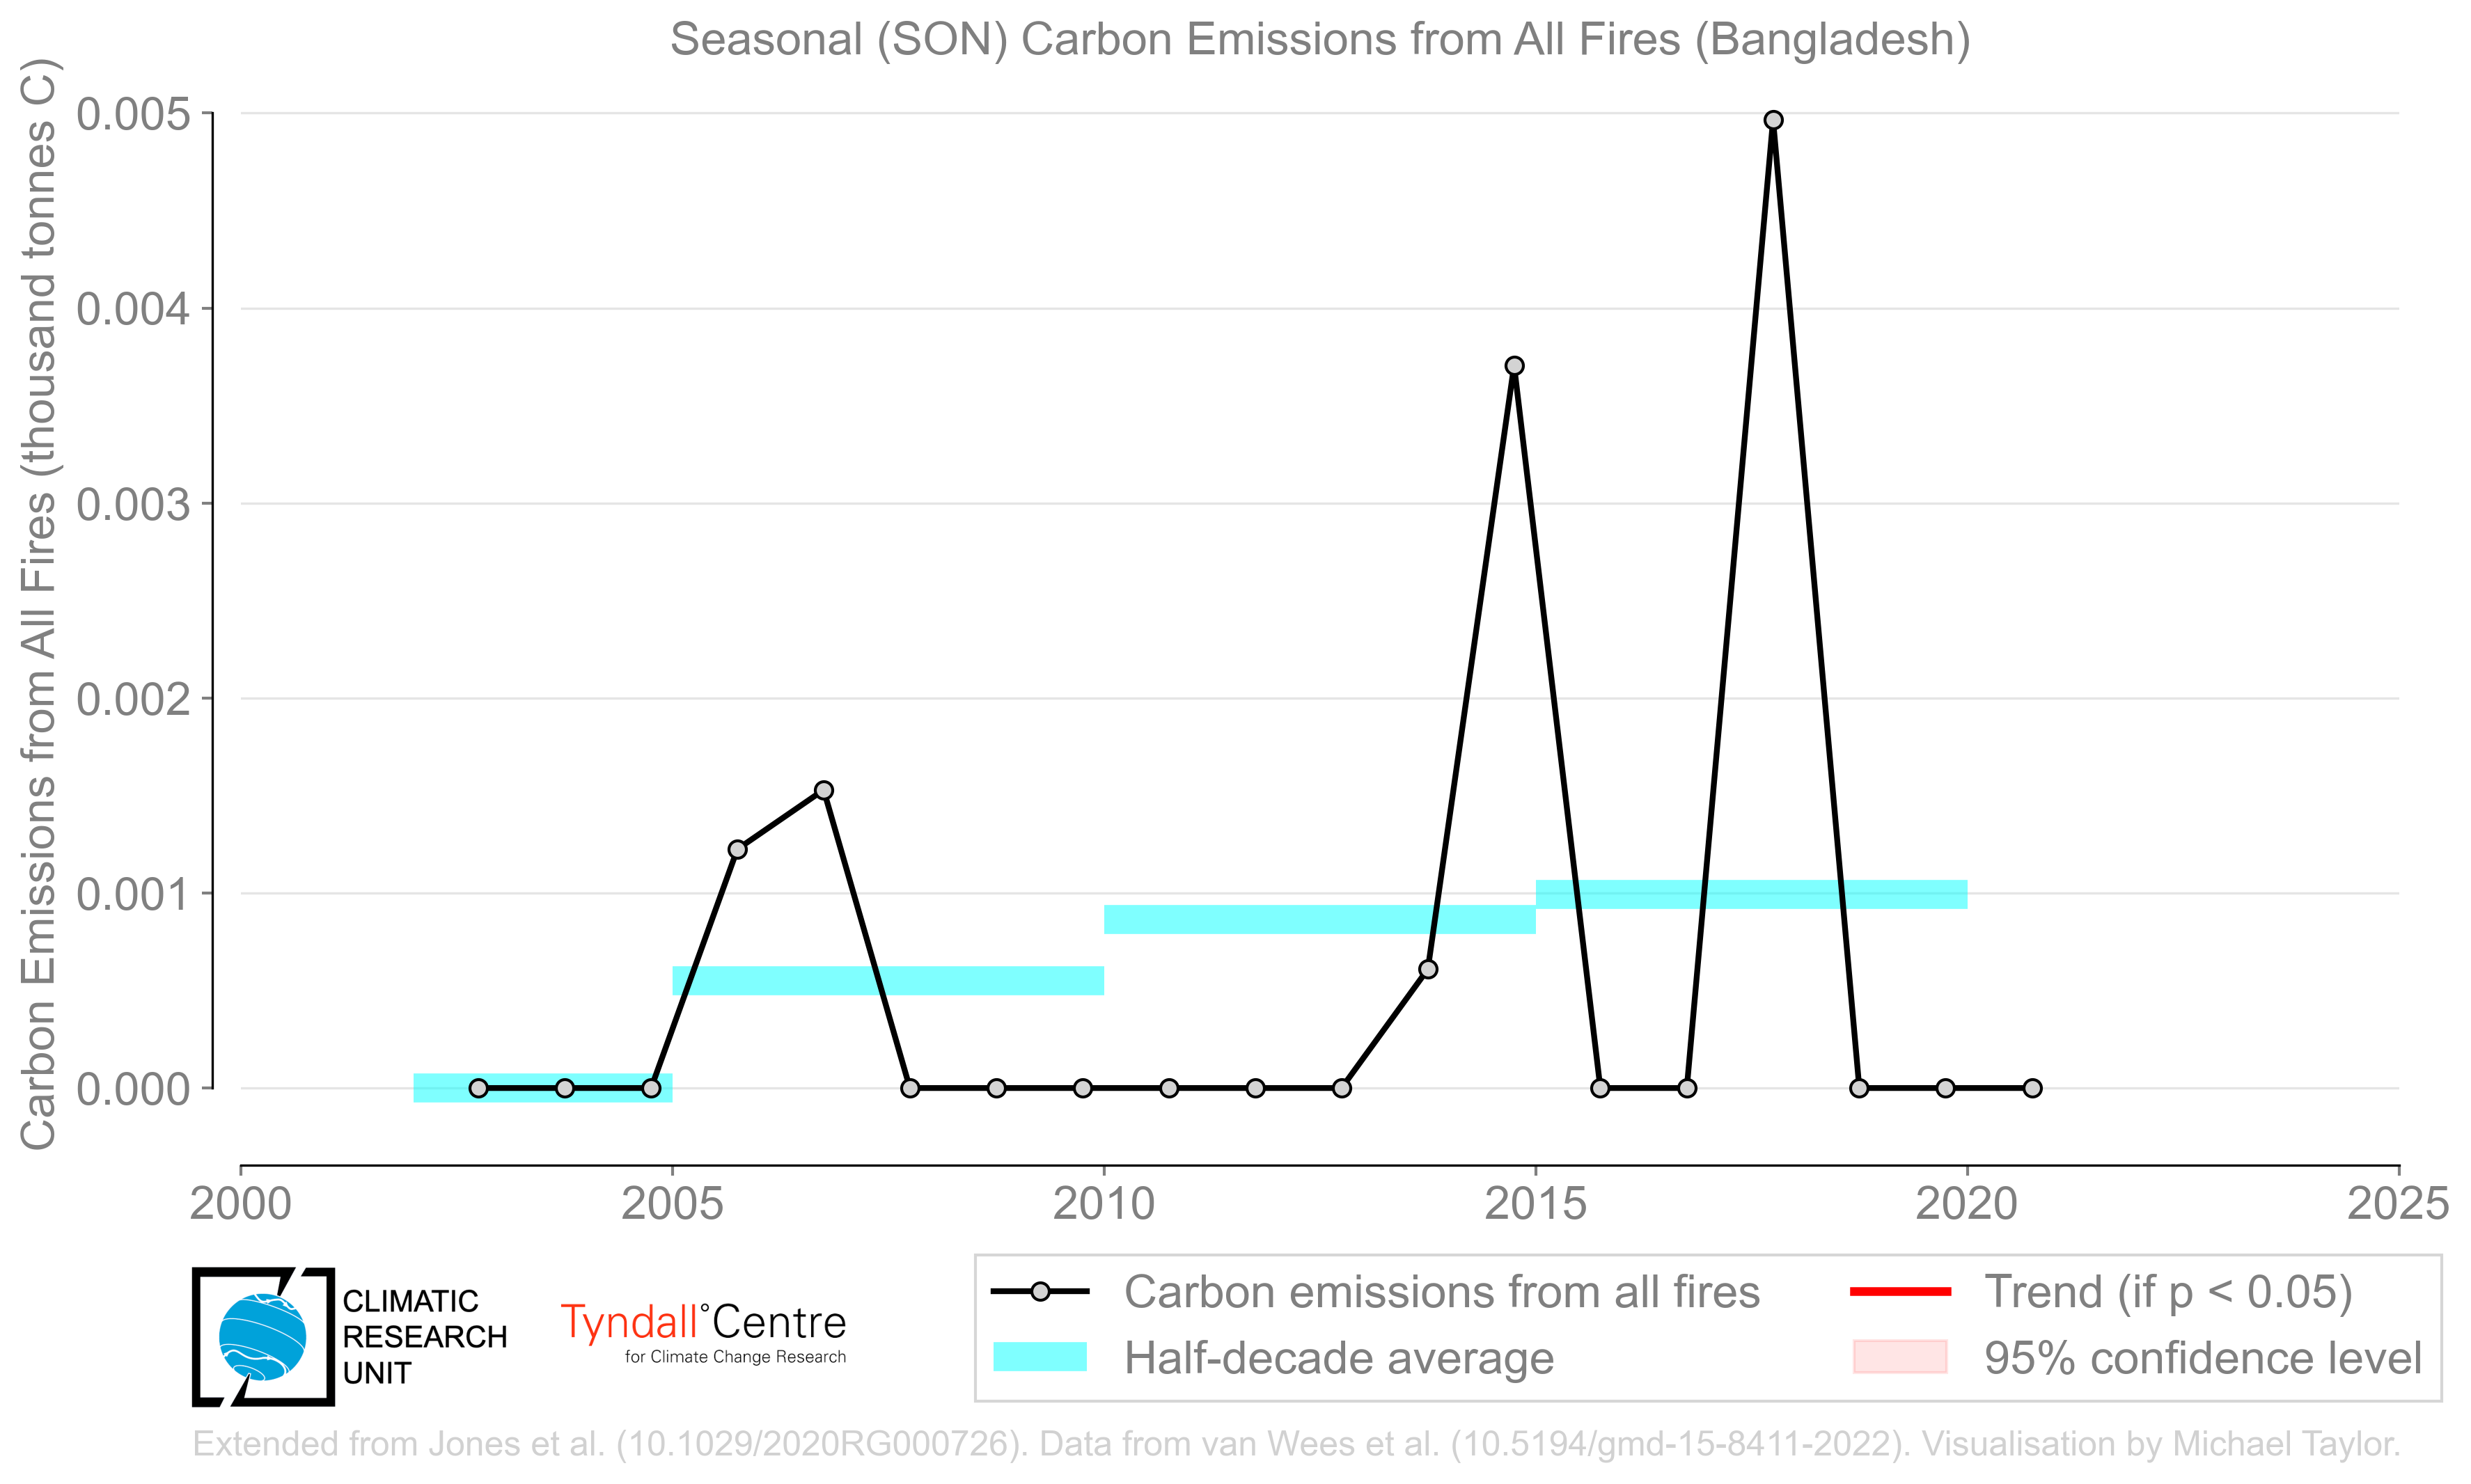 Seasonal (SON) Carbon Emissions from All Fires (Bangladesh)
Carbon Emissions from All Fires (thousand tonnes C)
0.005
0.004
0.003
0.002
0.001
0.000
2000 2005 2010 2015 2020 2025
CLIMATIC
RESEARCH
UNIT
Tyndall°Centre
for Climate Change Research
Carbon emissions from all fires
Half-decade average
Trend (if p < 0.05)
95% confidence level
Extended from Jones et al. (10.1029/2020RG000726). Data from van Wees et al. (10.5194/gmd-15-8411-2022). Visualisation by Michael Taylor.